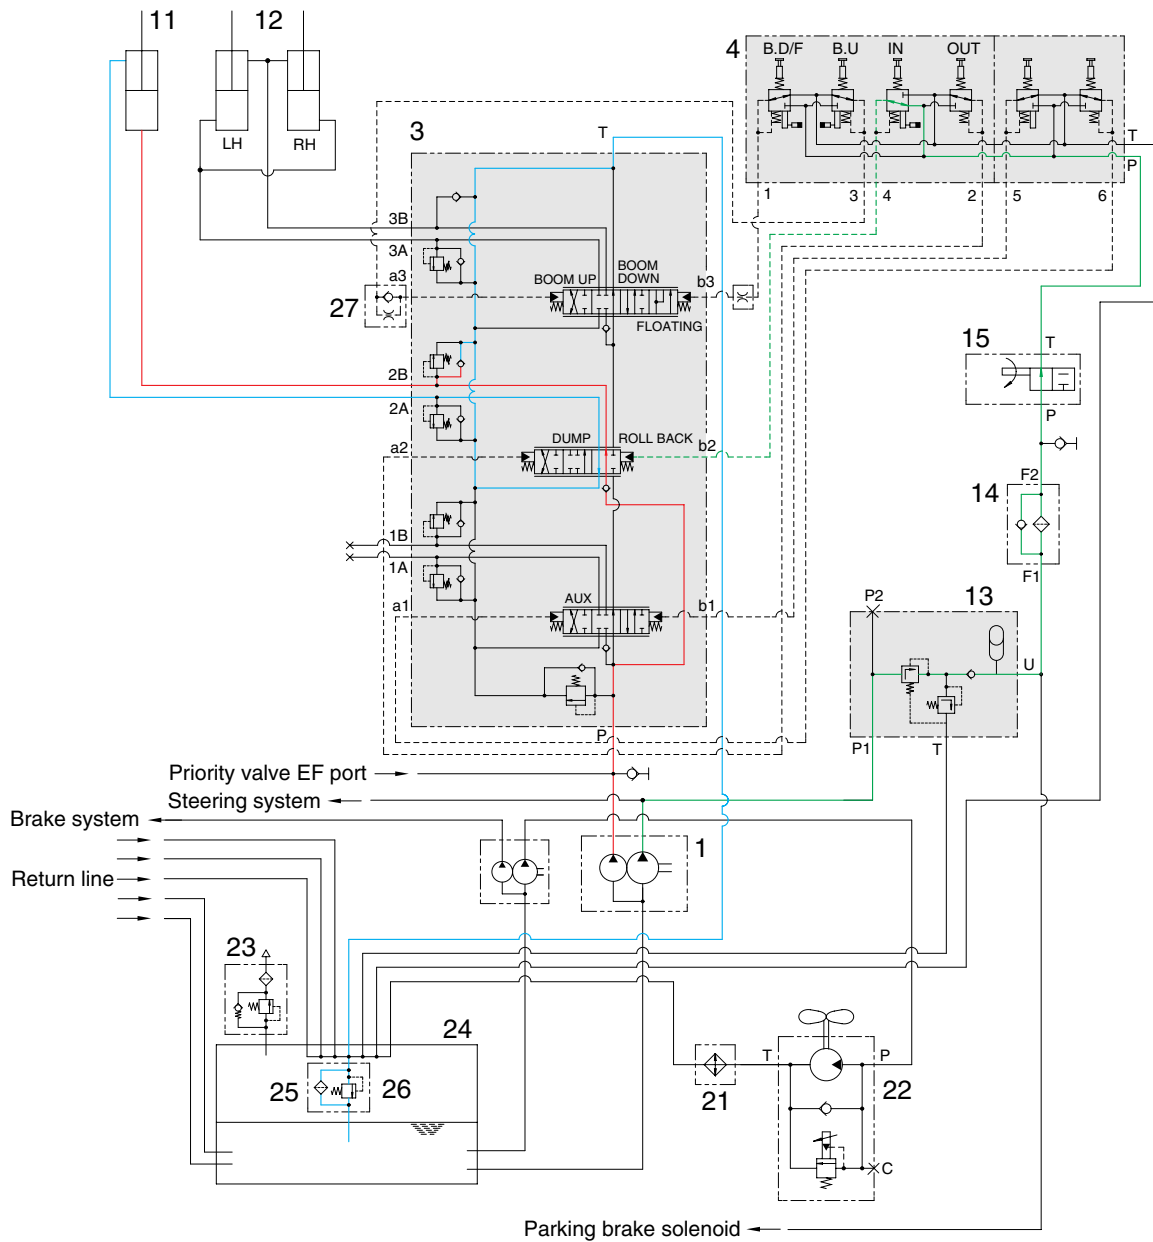 11 12
LH RH
4 B.D/F B.U IN OUT
T
P
1 3 4 2 5 6
3 T
3B
3A
a3 BOOM UP BOOM
DOWN b3
27 FLOATING
2B
2A
a2 DUMP ROLL BACK b2
1B
1A
a1 AUX b1
P
15 T
P
F2
14
F1
P2 13
U
P1 T
Priority valve EF port
Steering system
Brake system
1
Return line
23
24
25 26
21
T P
22
C
Parking brake solenoid